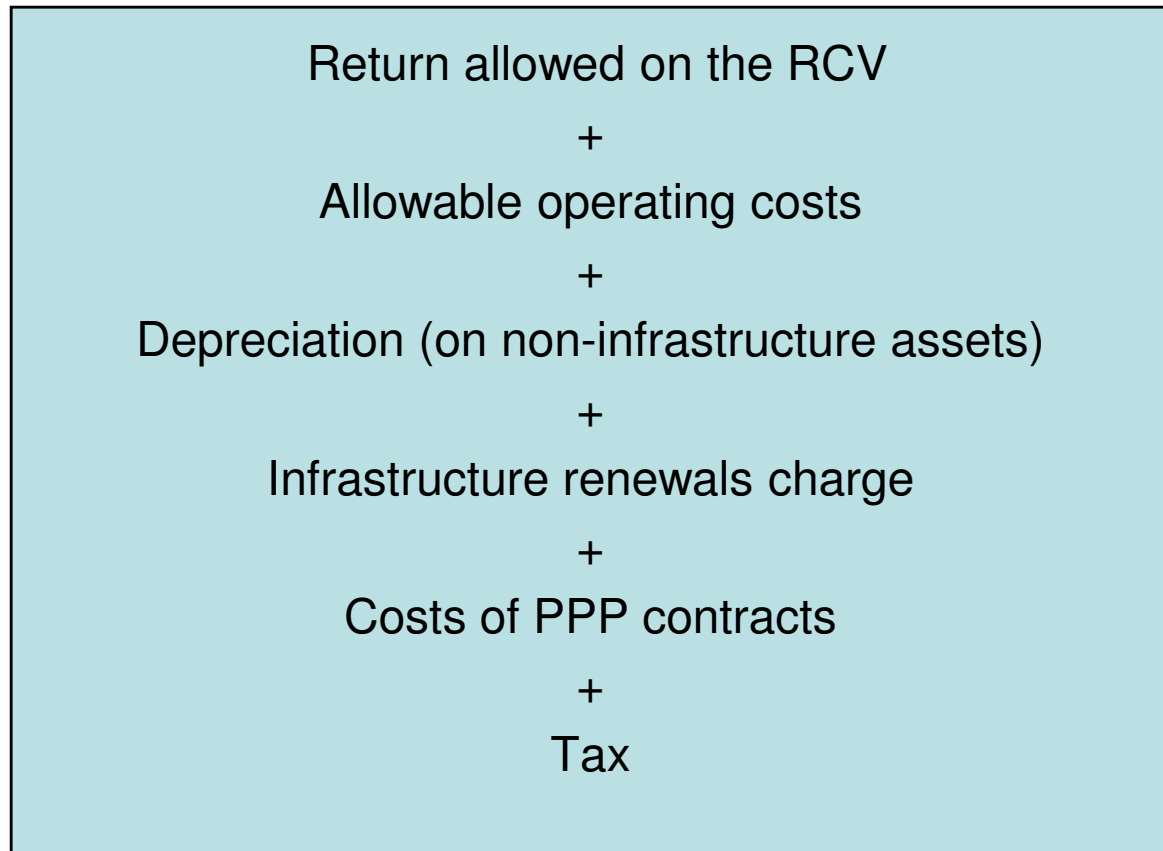 Return allowed on the RCV
+
Allowable operating costs
+
Depreciation (on non-infrastructure assets)
+
Infrastructure renewals charge
+
Costs of PPP contracts
+
Tax